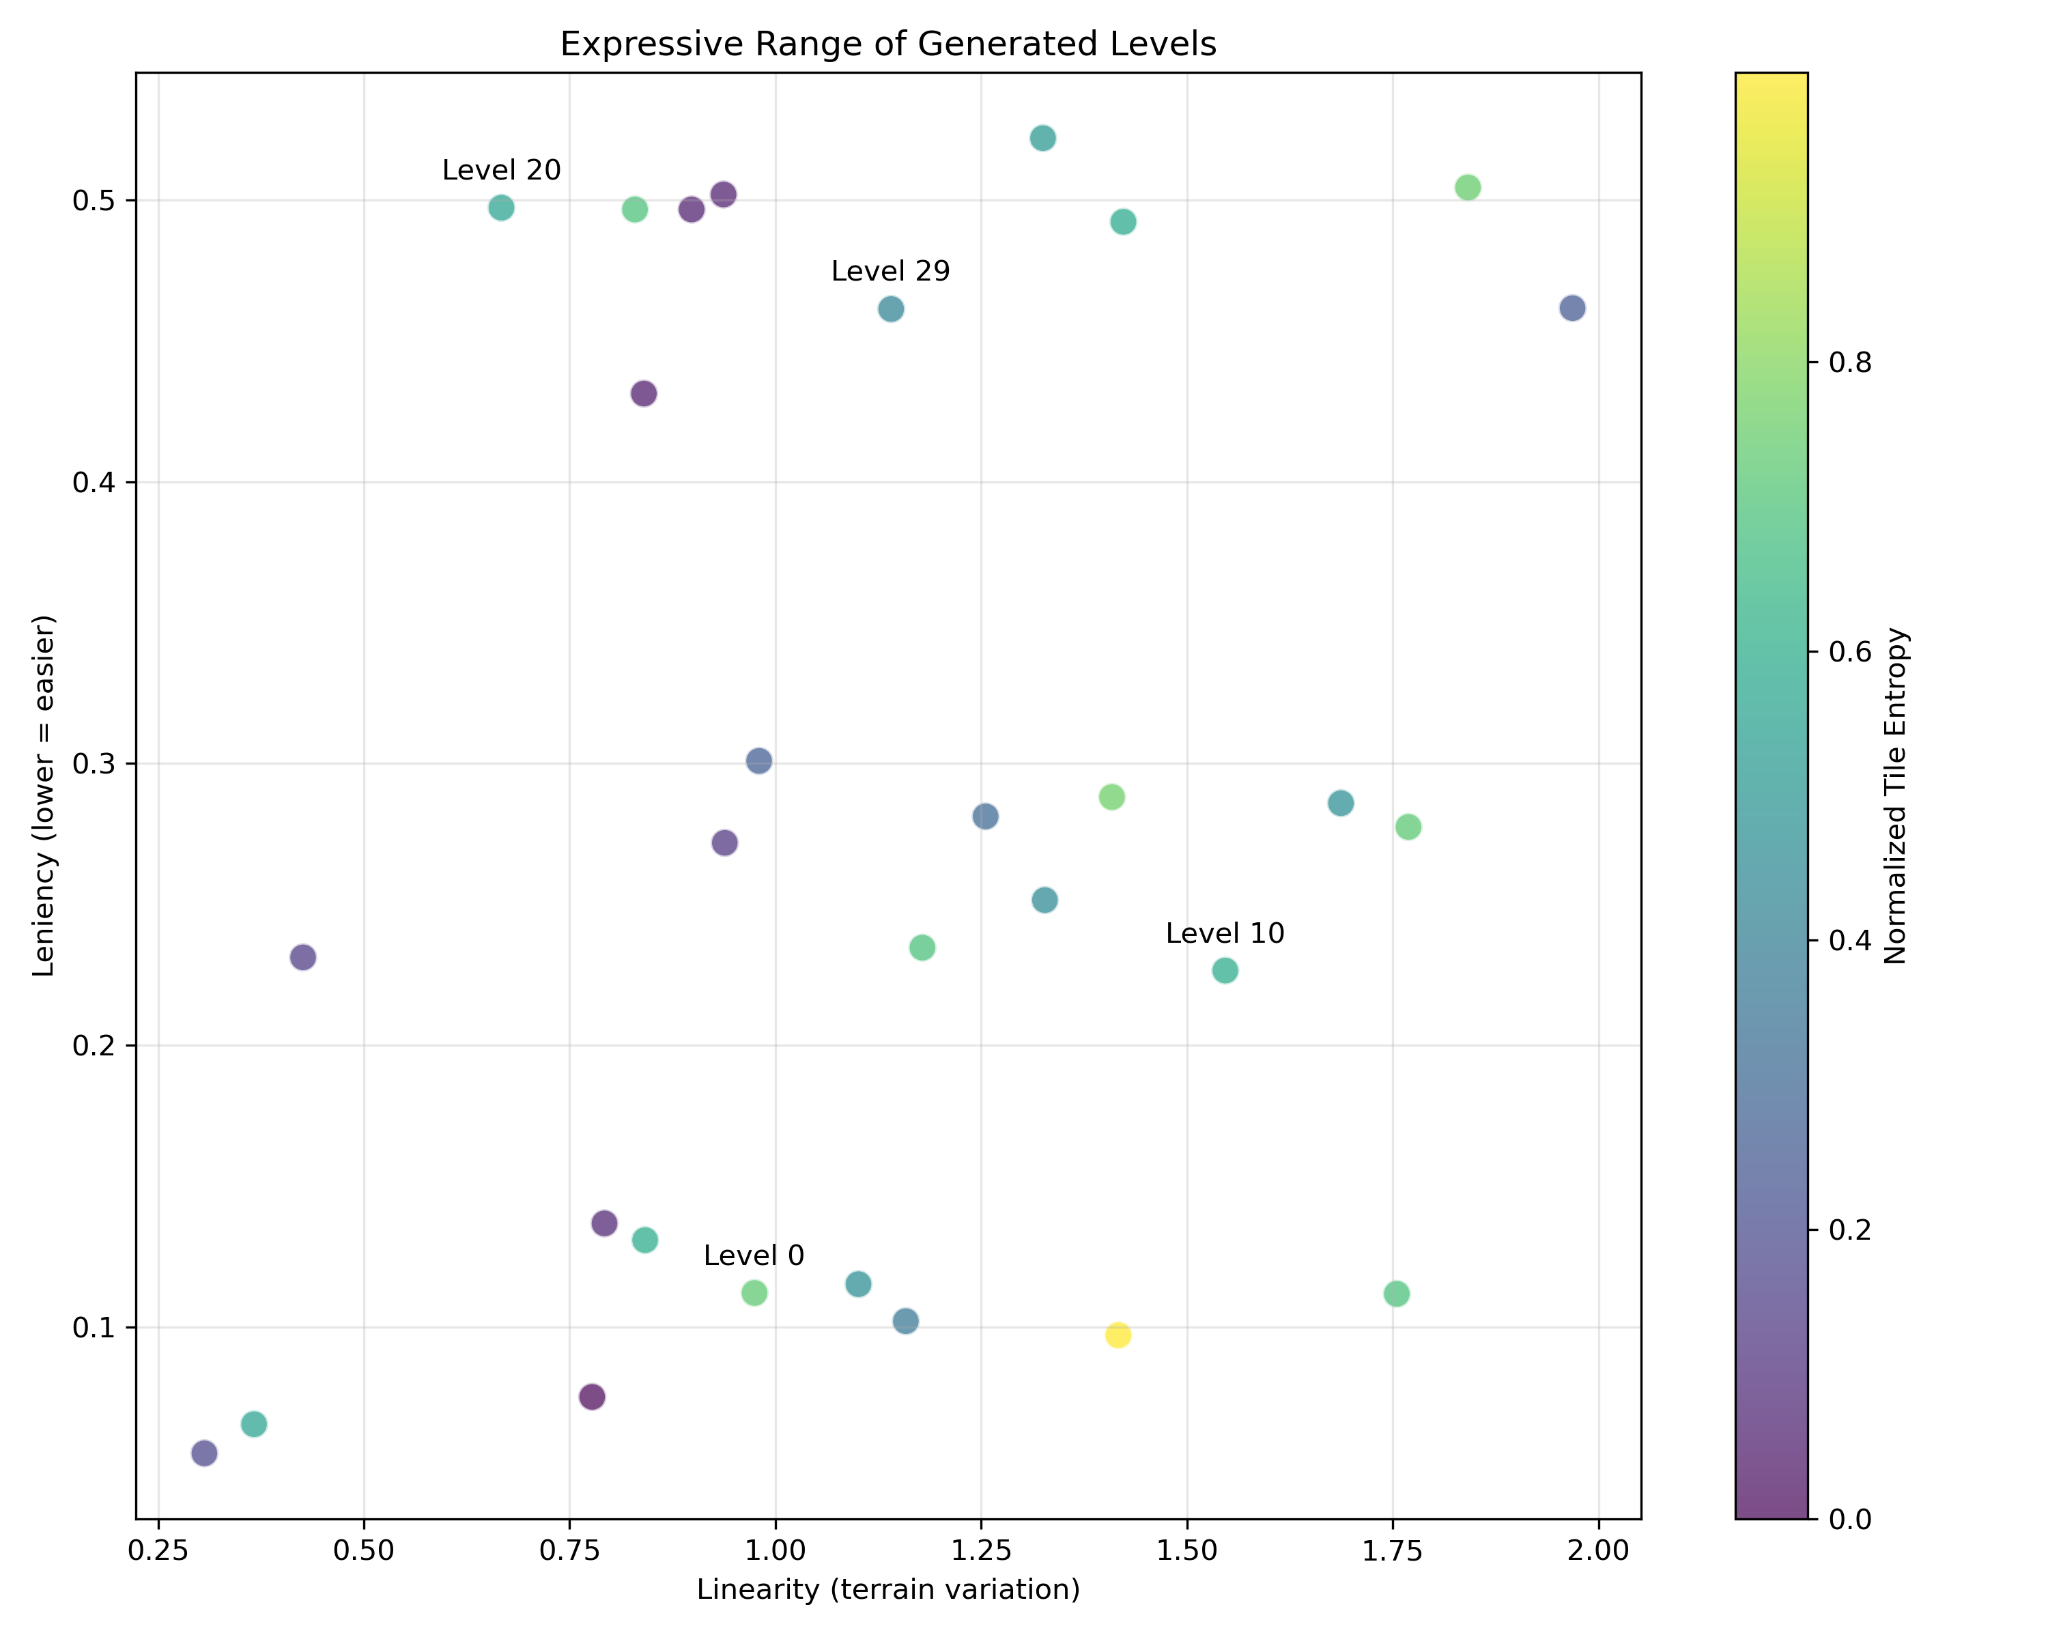 Expressive Range of Generated Levels
Level 20
Level 29
Level 10
Level 0
0.5
0.4
0.3
0.2
0.1
Leniency (lower = easier)
0.25 0.50 0.75 1.00 1.25 1.50 1.75 2.00
Linearity (terrain variation)
0.8
0.6
0.4
0.2
0.0
Normalized Tile Entropy